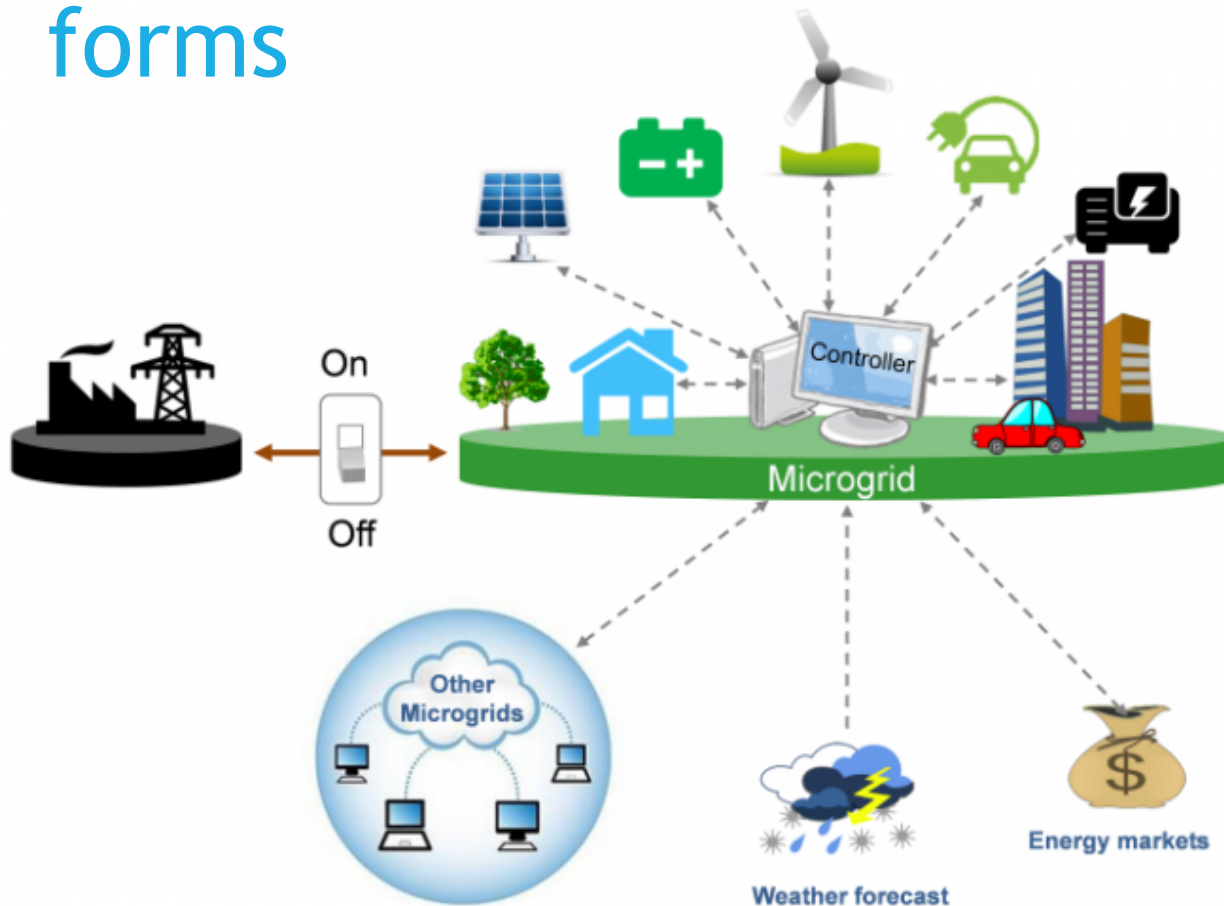 forms
On
Controller
Microgrid
Off
Other
Microgrids
$
Energy markets
Weather forecast